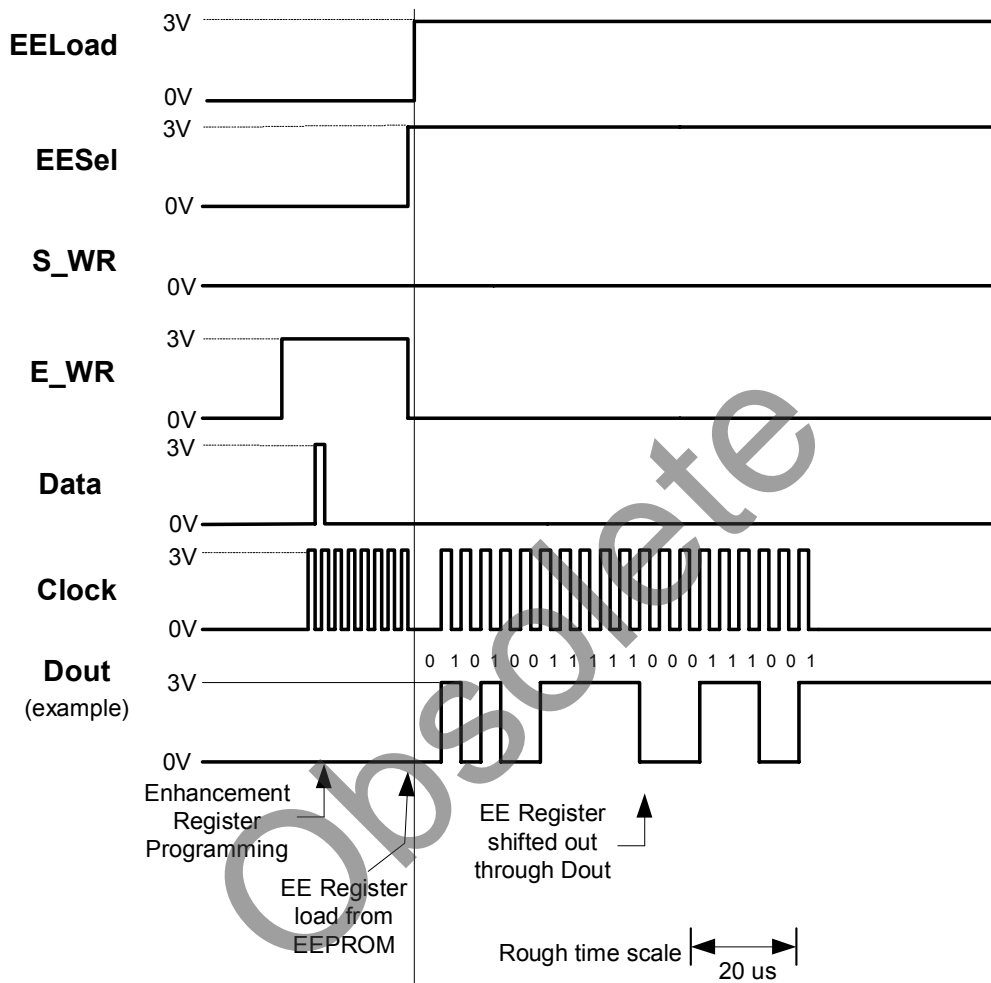 3V
EELoad
0V
3V
EESel
0V
S_WR
0V
3V
E_WR
0V
3V
Data
0V
3V
Clock
0V
0 1 0 1 0 0 1 1 1 1 1 0 0 0 1 1 1 0 0 1
Dout
3V
(example)
0V
Enhancement
Register
Programming
EE Register
shifted out
through Dout
EE Register
load from
EEPROM
Rough time scale
20 us
Obsolete